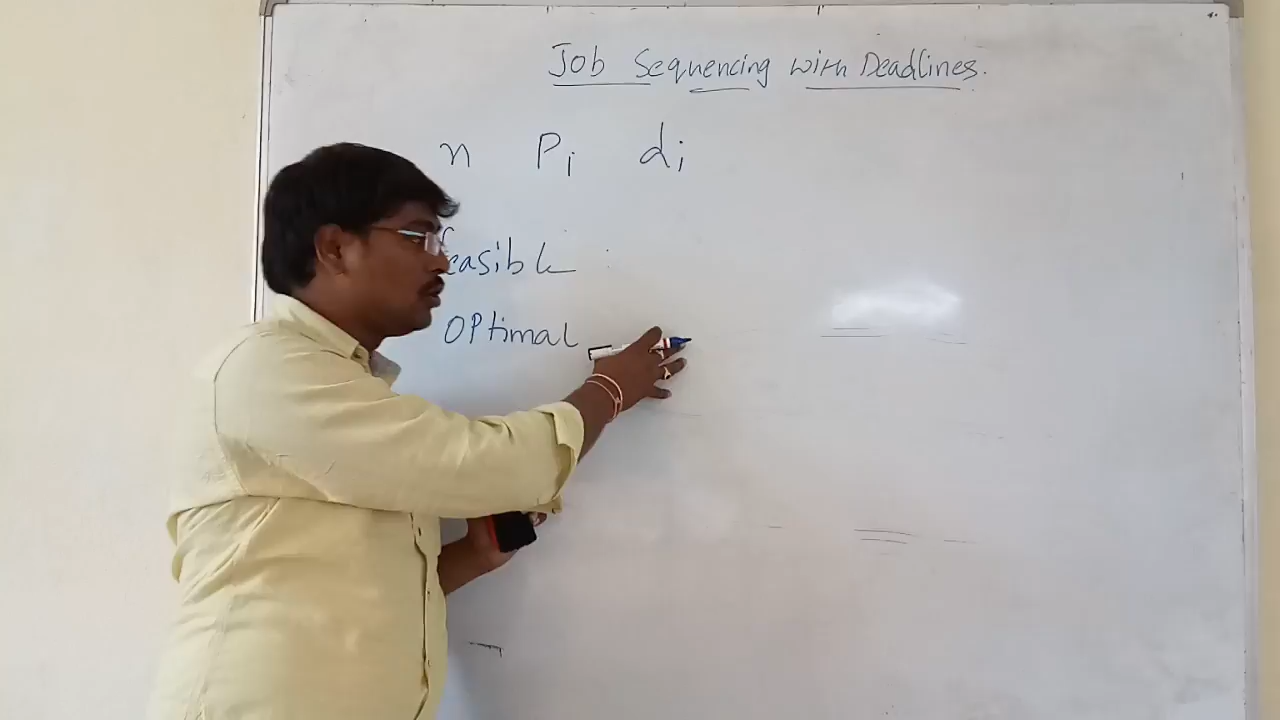 Job Sequencing with Deadlines.
n Pi di
feasible :
OPtimal